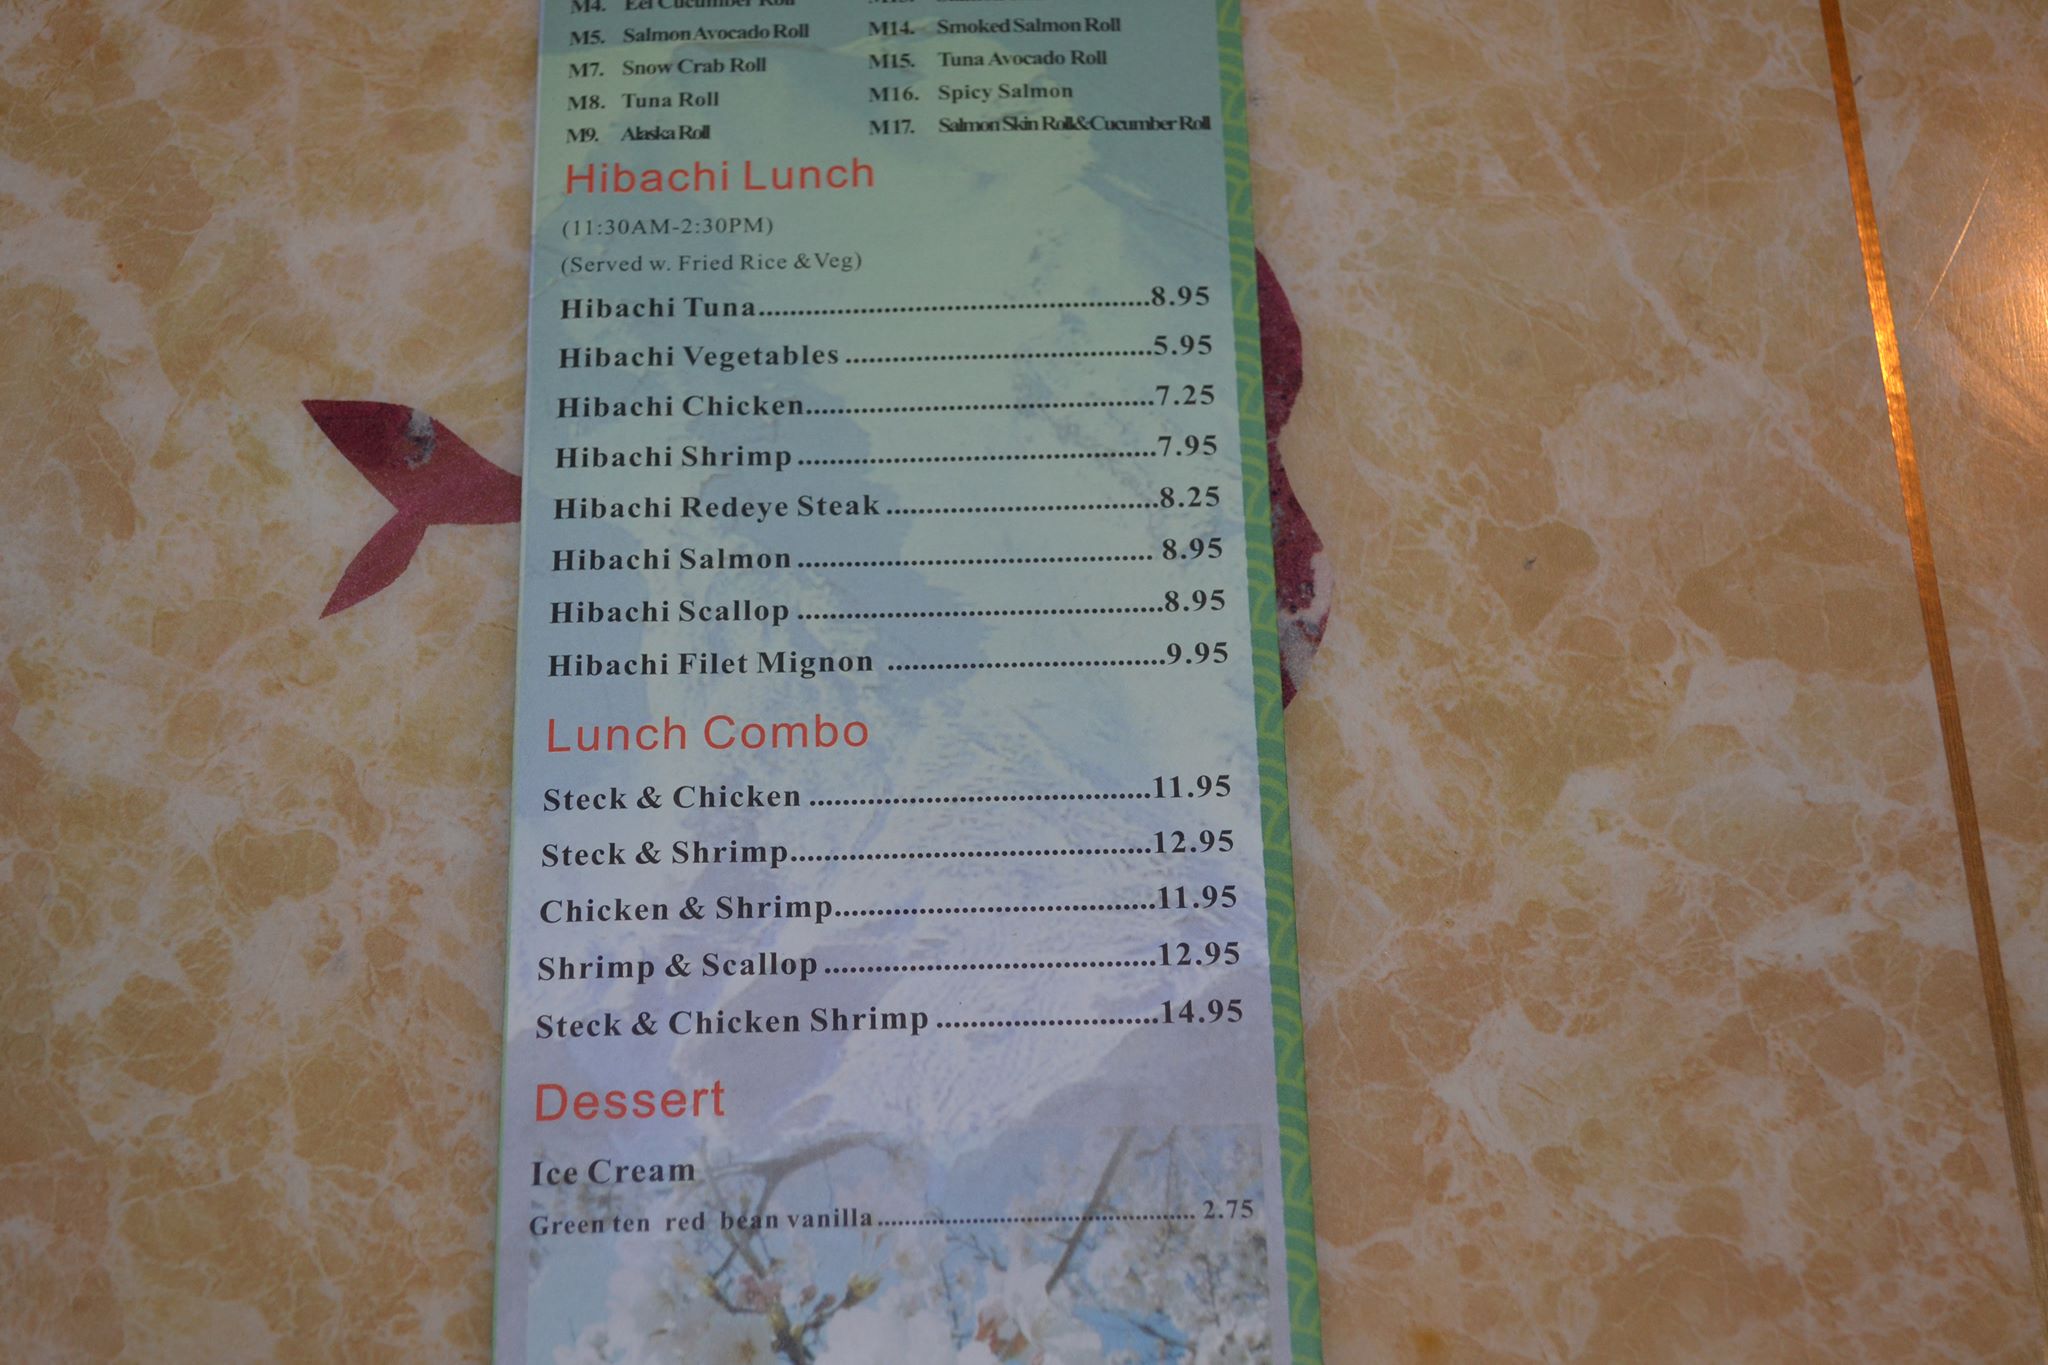 M4. Eel Cucumber Roll
M5. Salmon Avocado Roll
M7. Snow Crab Roll
M8. Tuna Roll
M9. Alaska Roll
M14. Smoked Salmon Roll
M15. Tuna Avocado Roll
M16. Spicy Salmon
M17. Salmon Skin Roll&Cucumber Roll
Hibachi Lunch
(11:30AM-2:30PM)
(Served w. Fried Rice & Veg)
Hibachi Tuna 8.95
Hibachi Vegetables 5.95
Hibachi Chicken 7.25
Hibachi Shrimp 7.95
Hibachi Redeye Steak 8.25
Hibachi Salmon 8.95
Hibachi Scallop 8.95
Hibachi Filet Mignon 9.95
Lunch Combo
Steck & Chicken 11.95
Steck & Shrimp 12.95
Chicken & Shrimp 11.95
Shrimp & Scallop 12.95
Steck & Chicken Shrimp 14.95
Dessert
Ice Cream
Green ten red bean vanilla 2.75